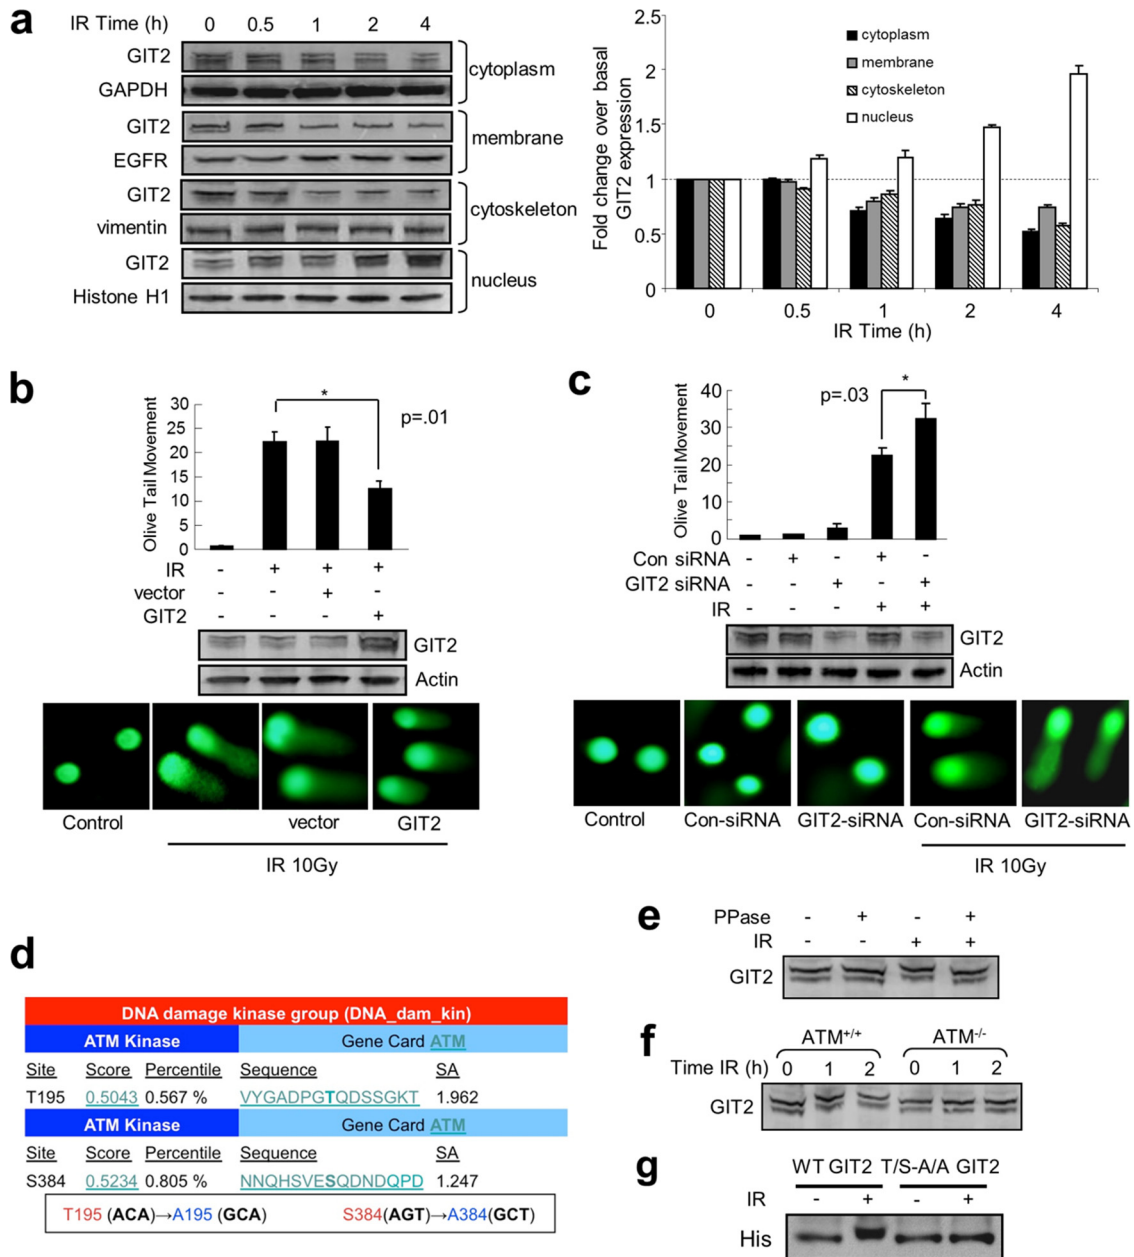 a
IR Time (h) 0 0.5 1 2 4
GIT2
GAPDH
cytoplasm
GIT2
EGFR
membrane
GIT2
vimentin
cytoskeleton
GIT2
Histone H1
nucleus
Fold change over basal
GIT2 expression
2.5
2
1.5
1
0.5
0
cytoplasm
membrane
cytoskeleton
nucleus
0 0.5 1 2 4
IR Time (h)
b
Olive Tail Movement
30
25
20
15
10
5
0
*
p=.01
IR - + + +
vector - - + -
GIT2 - - - +
GIT2
Actin
Control vector GIT2
IR 10Gy
c
Olive Tail Movement
40
30
20
10
0
p=.03
*
Con siRNA - + - + -
GIT2 siRNA - - + - +
IR - - - + +
GIT2
Actin
Control Con-siRNA GIT2-siRNA Con-siRNA GIT2-siRNA
IR 10Gy
d
DNA damage kinase group (DNA_dam_kin)
ATM Kinase Gene Card ATM
Site Score Percentile Sequence SA
T195 0.5043 0.567 % VYGADPGTQDSSGKT 1.962
ATM Kinase Gene Card ATM
Site Score Percentile Sequence SA
S384 0.5234 0.805 % NNQHSVESQDNDQPD 1.247
T195 (ACA)→A195 (GCA) S384(AGT)→A384(GCT)
e
PPase - + - +
IR - - + +
GIT2
f
ATM+/+ ATM-/-
Time IR (h) 0 1 2 0 1 2
GIT2
g
WT GIT2 T/S-A/A GIT2
IR - + - +
His